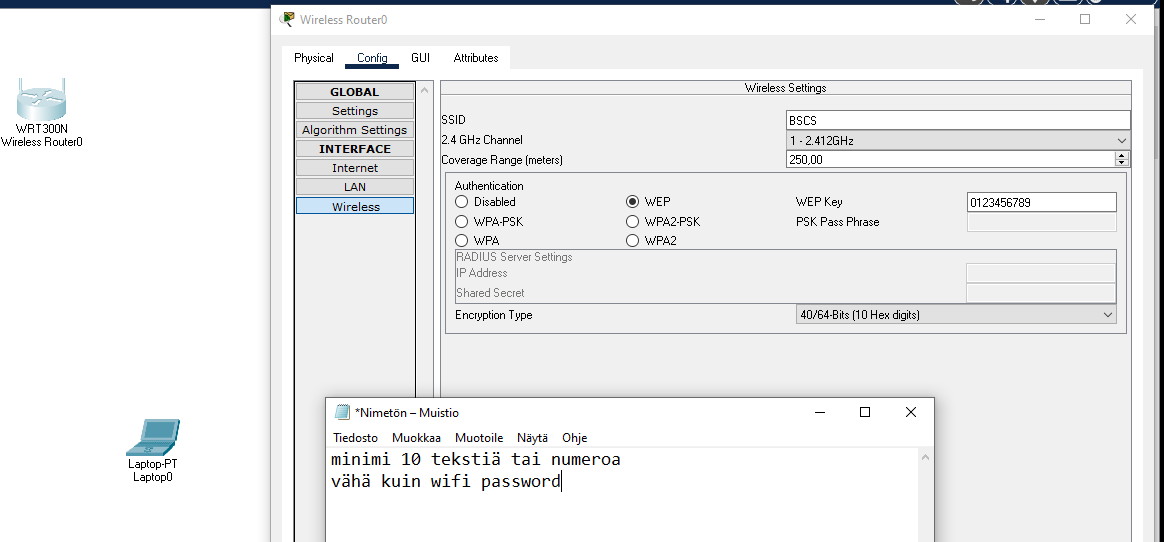 Wireless Router0
Physical Config GUI Attributes
GLOBAL
Settings
Algorithm Settings
INTERFACE
Internet
LAN
Wireless
Wireless Settings
SSID BSCS
2.4 GHz Channel 1 - 2.412GHz
Coverage Range (meters) 250,00
Authentication
Disabled WEP WEP Key 0123456789
WPA-PSK WPA2-PSK PSK Pass Phrase
WPA WPA2
RADIUS Server Settings
IP Address
Shared Secret
Encryption Type 40/64-Bits (10 Hex digits)
WRT300N
Wireless Router0
Laptop-PT
Laptop0
*Nimetön – Muistio
Tiedosto Muokkaa Muotoile Näytä Ohje
minimi 10 tekstiä tai numeroa
vähä kuin wifi password